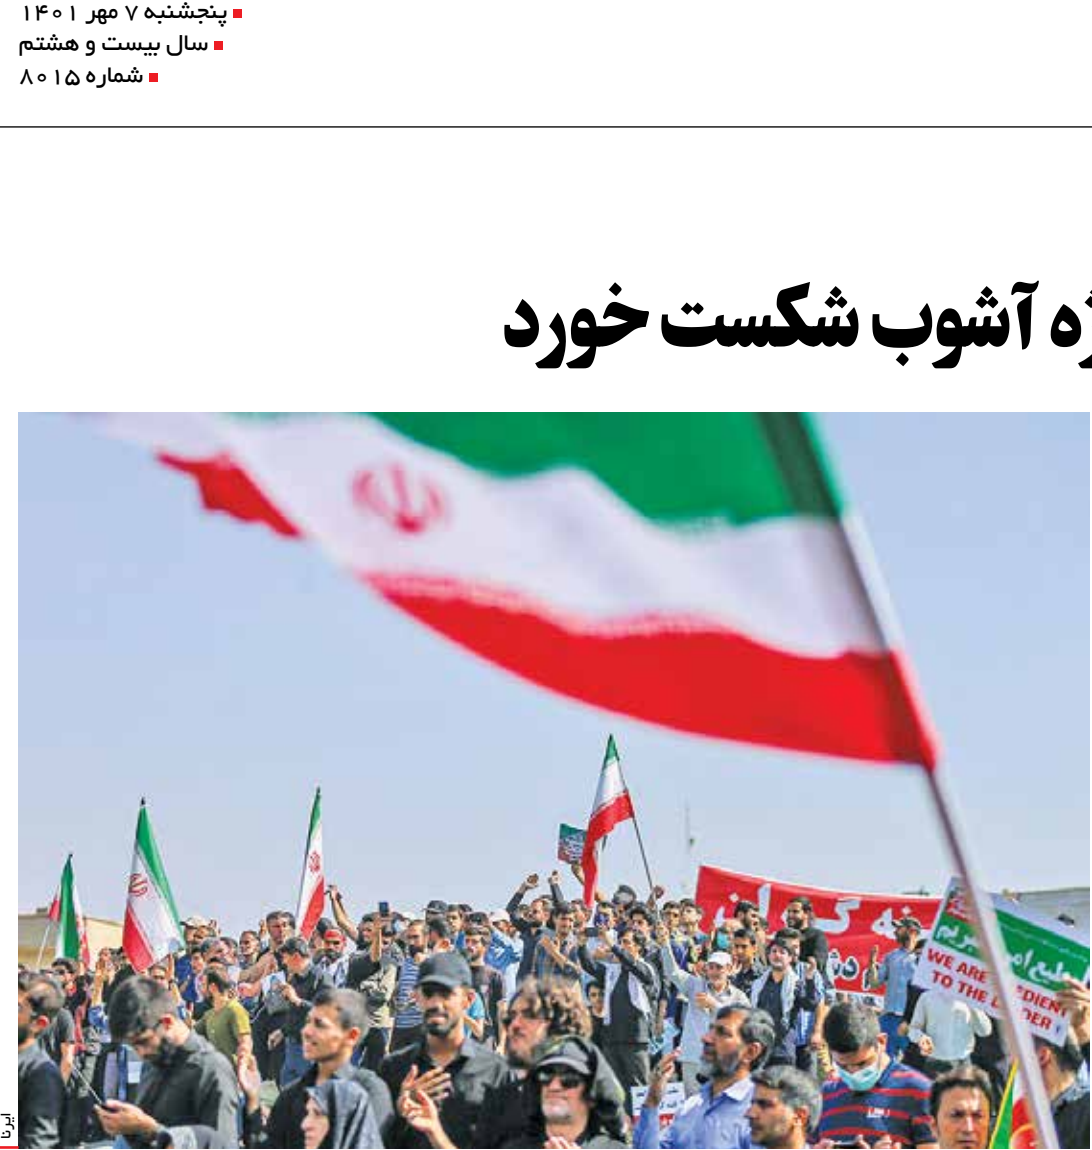 پنجشنبه ۷ مهر ۱۴۰۱
سال بیست و هشتم
شماره ۸۰۱۵
آشوب شکست خورد
WE ARE
TO THE
ایرنا